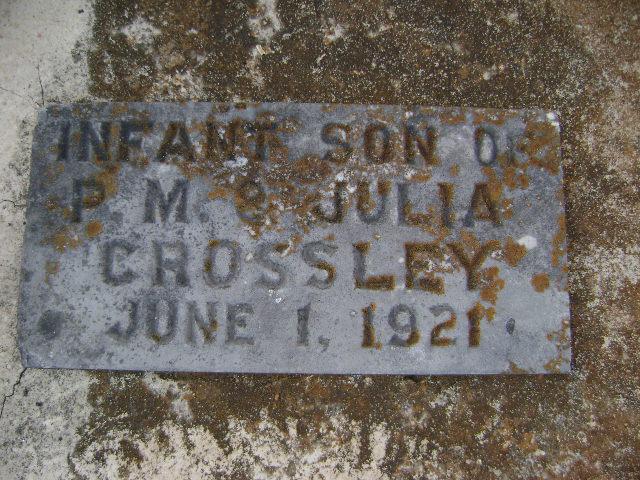 INFANT SON OF
P. M. & JULIA
CROSSLEY
JUNE 1, 1921